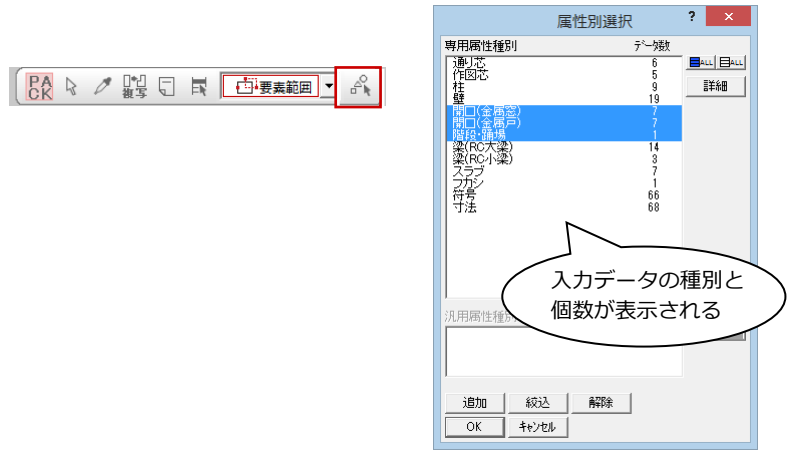 属性別選択
?
×
専用属性種別 データ数
通り芯 6
作図芯 5
柱 9
壁 19
開口(金属窓) 7
開口(金属戸) 7
階段・踊場 1
梁(RC大梁) 14
梁(RC小梁) 3
スラブ 7
フカシ 1
符号 66
寸法 68
ALL ALL
詳細
PA
CK
複写
要素範囲
入力データの種別と
個数が表示される
汎用属性種別
追加 絞込 解除
OK キャンセル